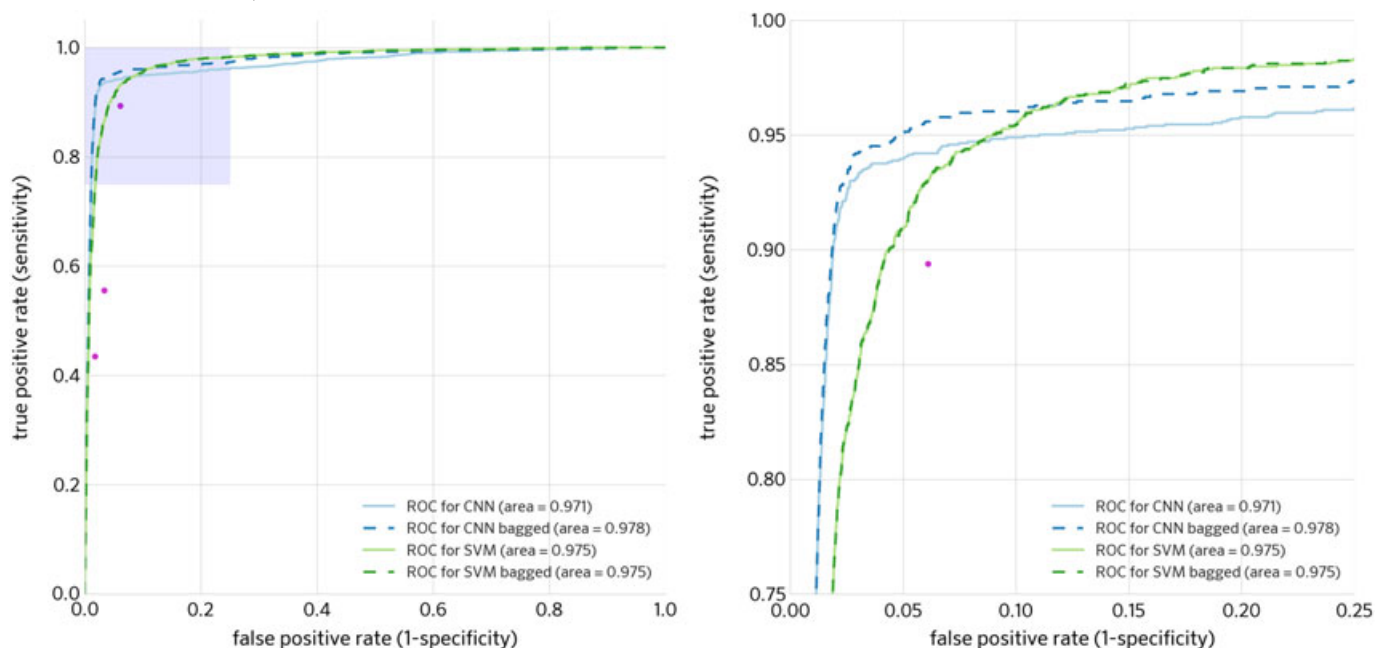 1.0
0.8
0.6
0.4
0.2
0.0
true positive rate (sensitivity)
ROC for CNN (area = 0.971)
ROC for CNN bagged (area = 0.978)
ROC for SVM (area = 0.975)
ROC for SVM bagged (area = 0.975)
0.0 0.2 0.4 0.6 0.8 1.0
false positive rate (1-specificity)
1.00
0.95
0.90
0.85
0.80
0.75
true positive rate (sensitivity)
ROC for CNN (area = 0.971)
ROC for CNN bagged (area = 0.978)
ROC for SVM (area = 0.975)
ROC for SVM bagged (area = 0.975)
0.00 0.05 0.10 0.15 0.20 0.25
false positive rate (1-specificity)